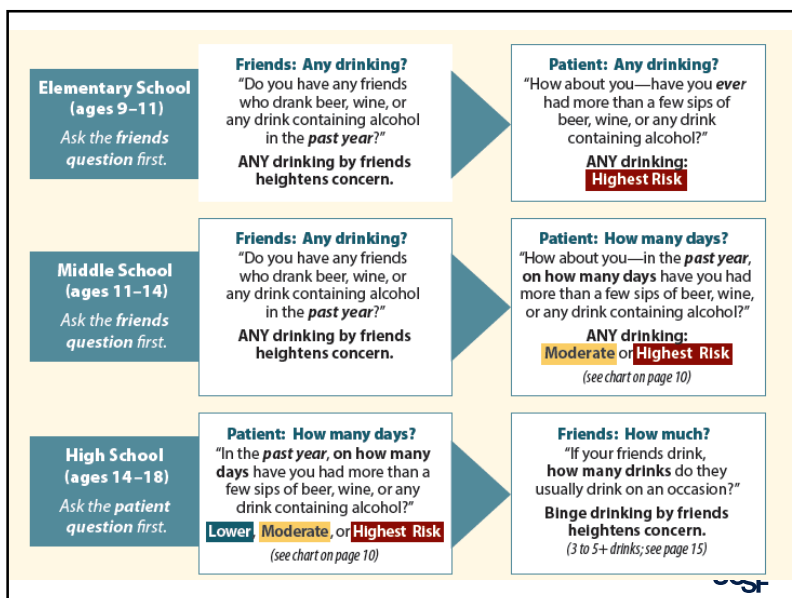 Elementary School
(ages 9–11)
Ask the friends
question first.
Friends: Any drinking?
“Do you have any friends
who drank beer, wine, or
any drink containing alcohol
in the past year?”
ANY drinking by friends
heightens concern.
Patient: Any drinking?
“How about you—have you ever
had more than a few sips of
beer, wine, or any drink
containing alcohol?”
ANY drinking:
Highest Risk
Middle School
(ages 11–14)
Ask the friends
question first.
Friends: Any drinking?
“Do you have any friends
who drank beer, wine, or
any drink containing alcohol
in the past year?”
ANY drinking by friends
heightens concern.
Patient: How many days?
“How about you—in the past year,
on how many days have you had
more than a few sips of beer, wine,
or any drink containing alcohol?”
ANY drinking:
Moderate or Highest Risk
(see chart on page 10)
High School
(ages 14–18)
Ask the patient
question first.
Patient: How many days?
“In the past year, on how many
days have you had more than a
few sips of beer, wine, or any
drink containing alcohol?”
Lower, Moderate, or Highest Risk
(see chart on page 10)
Friends: How much?
“If your friends drink,
how many drinks do they
usually drink on an occasion?”
Binge drinking by friends
heightens concern.
(3 to 5+ drinks; see page 15)